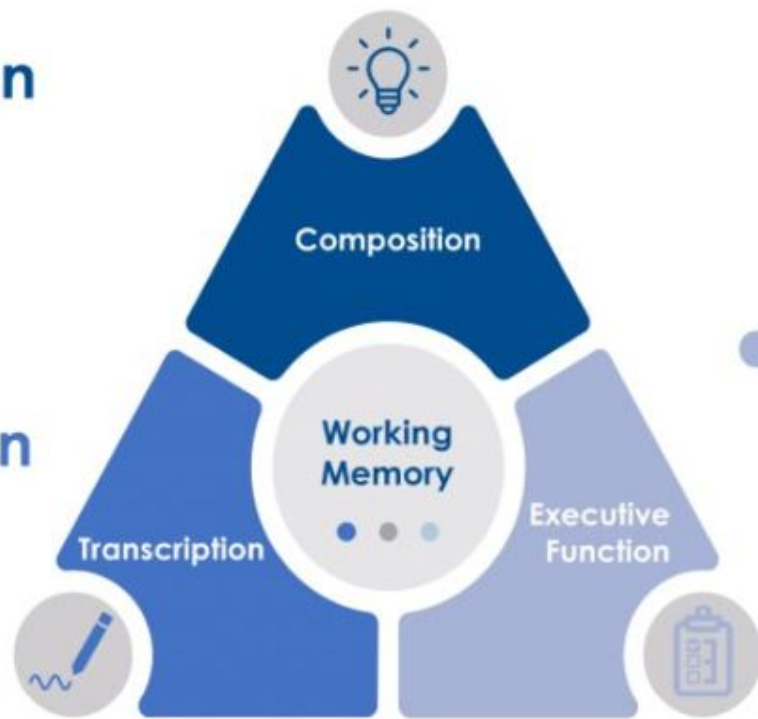 n
Composition
n
Working
Memory
Transcription
Executive
Function